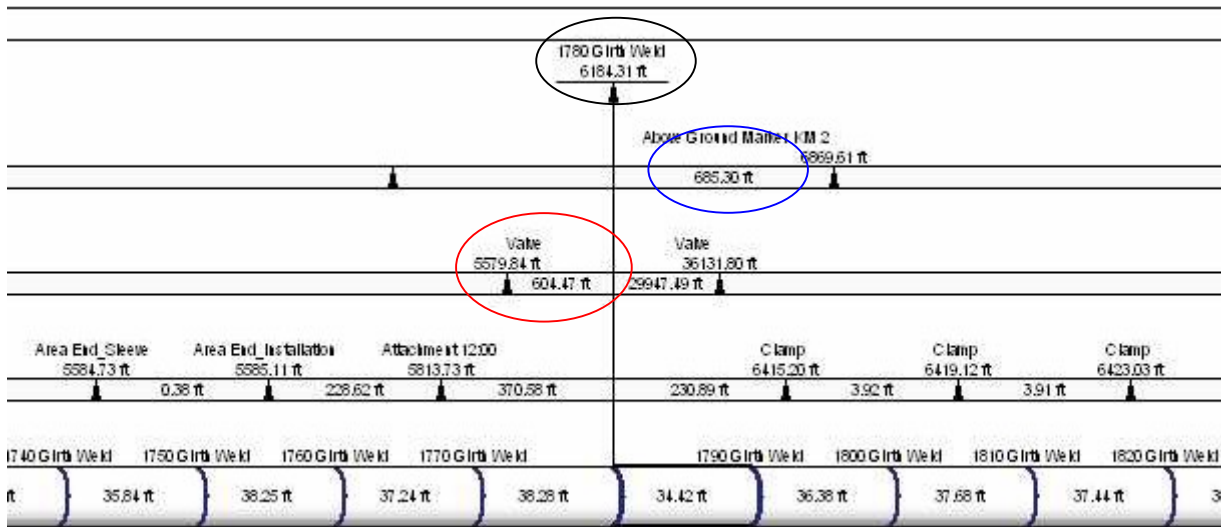 1780 Girth Weld
6184.31 ft
Above Ground Marker KM 2
6869.61 ft
685.30 ft
Valve Valve
5579.84 ft 36131.80 ft
604.47 ft 29947.49 ft
Area End_Sleeve Area End_Installation Attachment 12:00 Clamp Clamp Clamp
5584.73 ft 5585.11 ft 5813.73 ft 6415.20 ft 6419.12 ft 6423.03 ft
0.38 ft 228.62 ft 370.58 ft 230.89 ft 3.92 ft 3.91 ft
1740 Girth Weld 1750 Girth Weld 1760 Girth Weld 1770 Girth Weld 1790 Girth Weld 1800 Girth Weld 1810 Girth Weld 1820 Girth Weld
ft 35.84 ft 38.25 ft 37.24 ft 38.28 ft 34.42 ft 36.38 ft 37.68 ft 37.44 ft